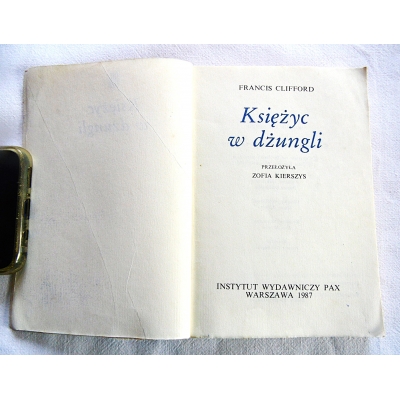 FRANCIS CLIFFORD
Księżyc
w dżungli
PRZEŁOŻYŁA
ZOFIA KIERSZYS
INSTYTUT WYDAWNICZY PAX
WARSZAWA 1987